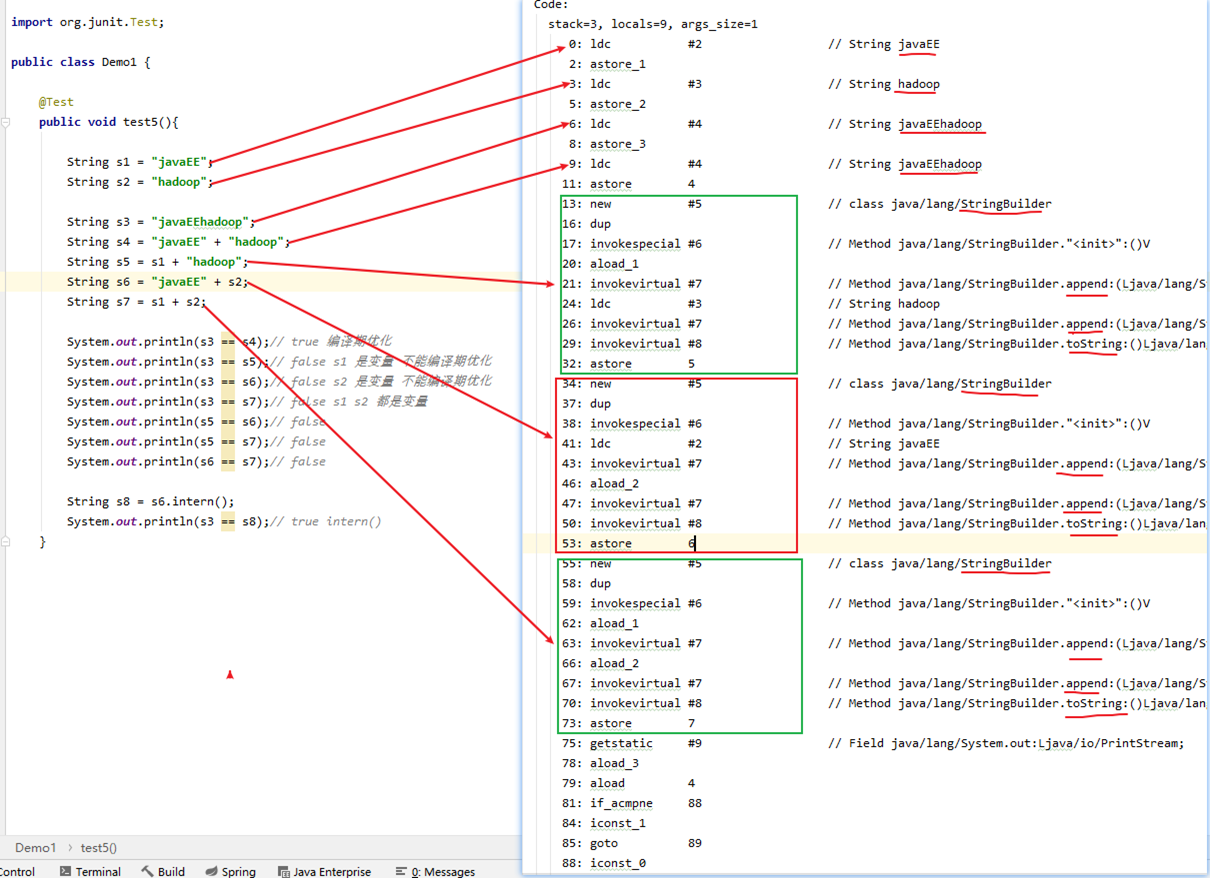 import org.junit.Test;
public class Demo1 {
@Test
public void test5(){
String s1 = "javaEE";
String s2 = "hadoop";
String s3 = "javaEEhadoop";
String s4 = "javaEE" + "hadoop";
String s5 = s1 + "hadoop";
String s6 = "javaEE" + s2;
String s7 = s1 + s2;
System.out.println(s3 == s4);// true 编译期优化
System.out.println(s3 == s5);// false s1 是变量 不能编译期优化
System.out.println(s3 == s6);// false s2 是变量 不能编译期优化
System.out.println(s3 == s7);// false s1 s2 都是变量
System.out.println(s5 == s6);// false
System.out.println(s5 == s7);// false
System.out.println(s6 == s7);// false
String s8 = s6.intern();
System.out.println(s3 == s8);// true intern()
}
Demo1 › test5()
Control Terminal Build Spring Java Enterprise 0: Messages
Code:
stack=3, locals=9, args_size=1
0: ldc #2 // String javaEE
2: astore_1
3: ldc #3 // String hadoop
5: astore_2
6: ldc #4 // String javaEEhadoop
8: astore_3
9: ldc #4 // String javaEEhadoop
11: astore 4
13: new #5 // class java/lang/StringBuilder
16: dup
17: invokespecial #6 // Method java/lang/StringBuilder."<init>":()V
20: aload_1
21: invokevirtual #7 // Method java/lang/StringBuilder.append:(Ljava/lang/S
24: ldc #3 // String hadoop
26: invokevirtual #7 // Method java/lang/StringBuilder.append:(Ljava/lang/S
29: invokevirtual #8 // Method java/lang/StringBuilder.toString:()Ljava/lan
32: astore 5
34: new #5 // class java/lang/StringBuilder
37: dup
38: invokespecial #6 // Method java/lang/StringBuilder."<init>":()V
41: ldc #2 // String javaEE
43: invokevirtual #7 // Method java/lang/StringBuilder.append:(Ljava/lang/S
46: aload_2
47: invokevirtual #7 // Method java/lang/StringBuilder.append:(Ljava/lang/S
50: invokevirtual #8 // Method java/lang/StringBuilder.toString:()Ljava/lan
53: astore 6
55: new #5 // class java/lang/StringBuilder
58: dup
59: invokespecial #6 // Method java/lang/StringBuilder."<init>":()V
62: aload_1
63: invokevirtual #7 // Method java/lang/StringBuilder.append:(Ljava/lang/S
66: aload_2
67: invokevirtual #7 // Method java/lang/StringBuilder.append:(Ljava/lang/S
70: invokevirtual #8 // Method java/lang/StringBuilder.toString:()Ljava/lan
73: astore 7
75: getstatic #9 // Field java/lang/System.out:Ljava/io/PrintStream;
78: aload_3
79: aload 4
81: if_acmpne 88
84: iconst_1
85: goto 89
88: iconst_0